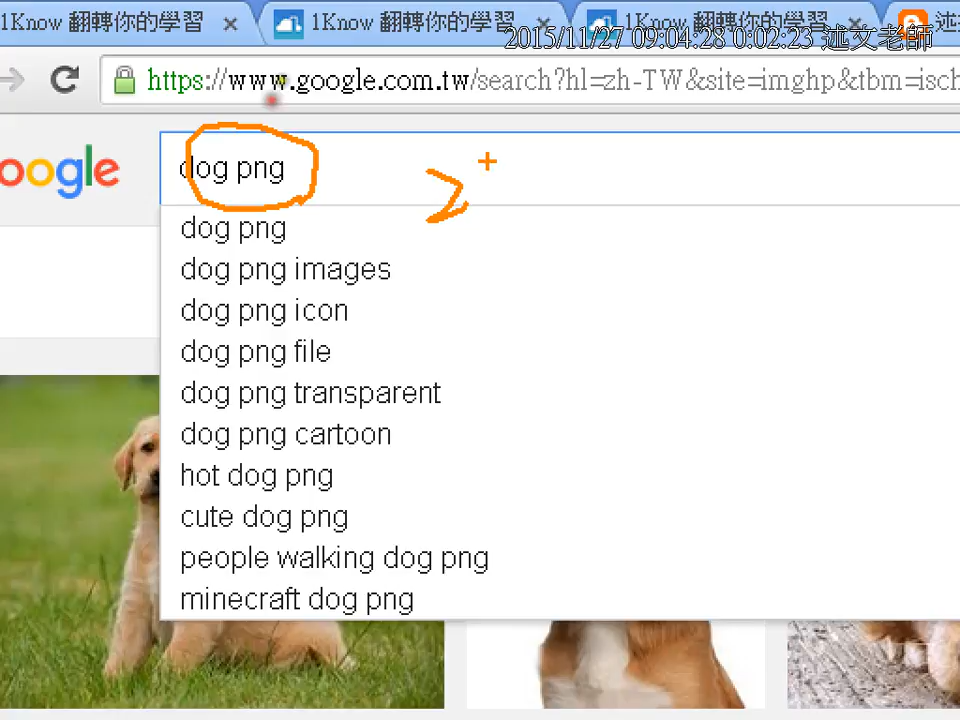 1Know 翻轉你的學習
1Know 翻轉你的學習
1Know 翻轉你的學習
2015/11/27 09:04:28 0:02:23 述文老師
https://www.google.com.tw/search?hl=zh-TW&site=imghp&tbm=isch
oogle
dog png
2
dog png
dog png images
dog png icon
dog png file
dog png transparent
dog png cartoon
hot dog png
cute dog png
people walking dog png
minecraft dog png